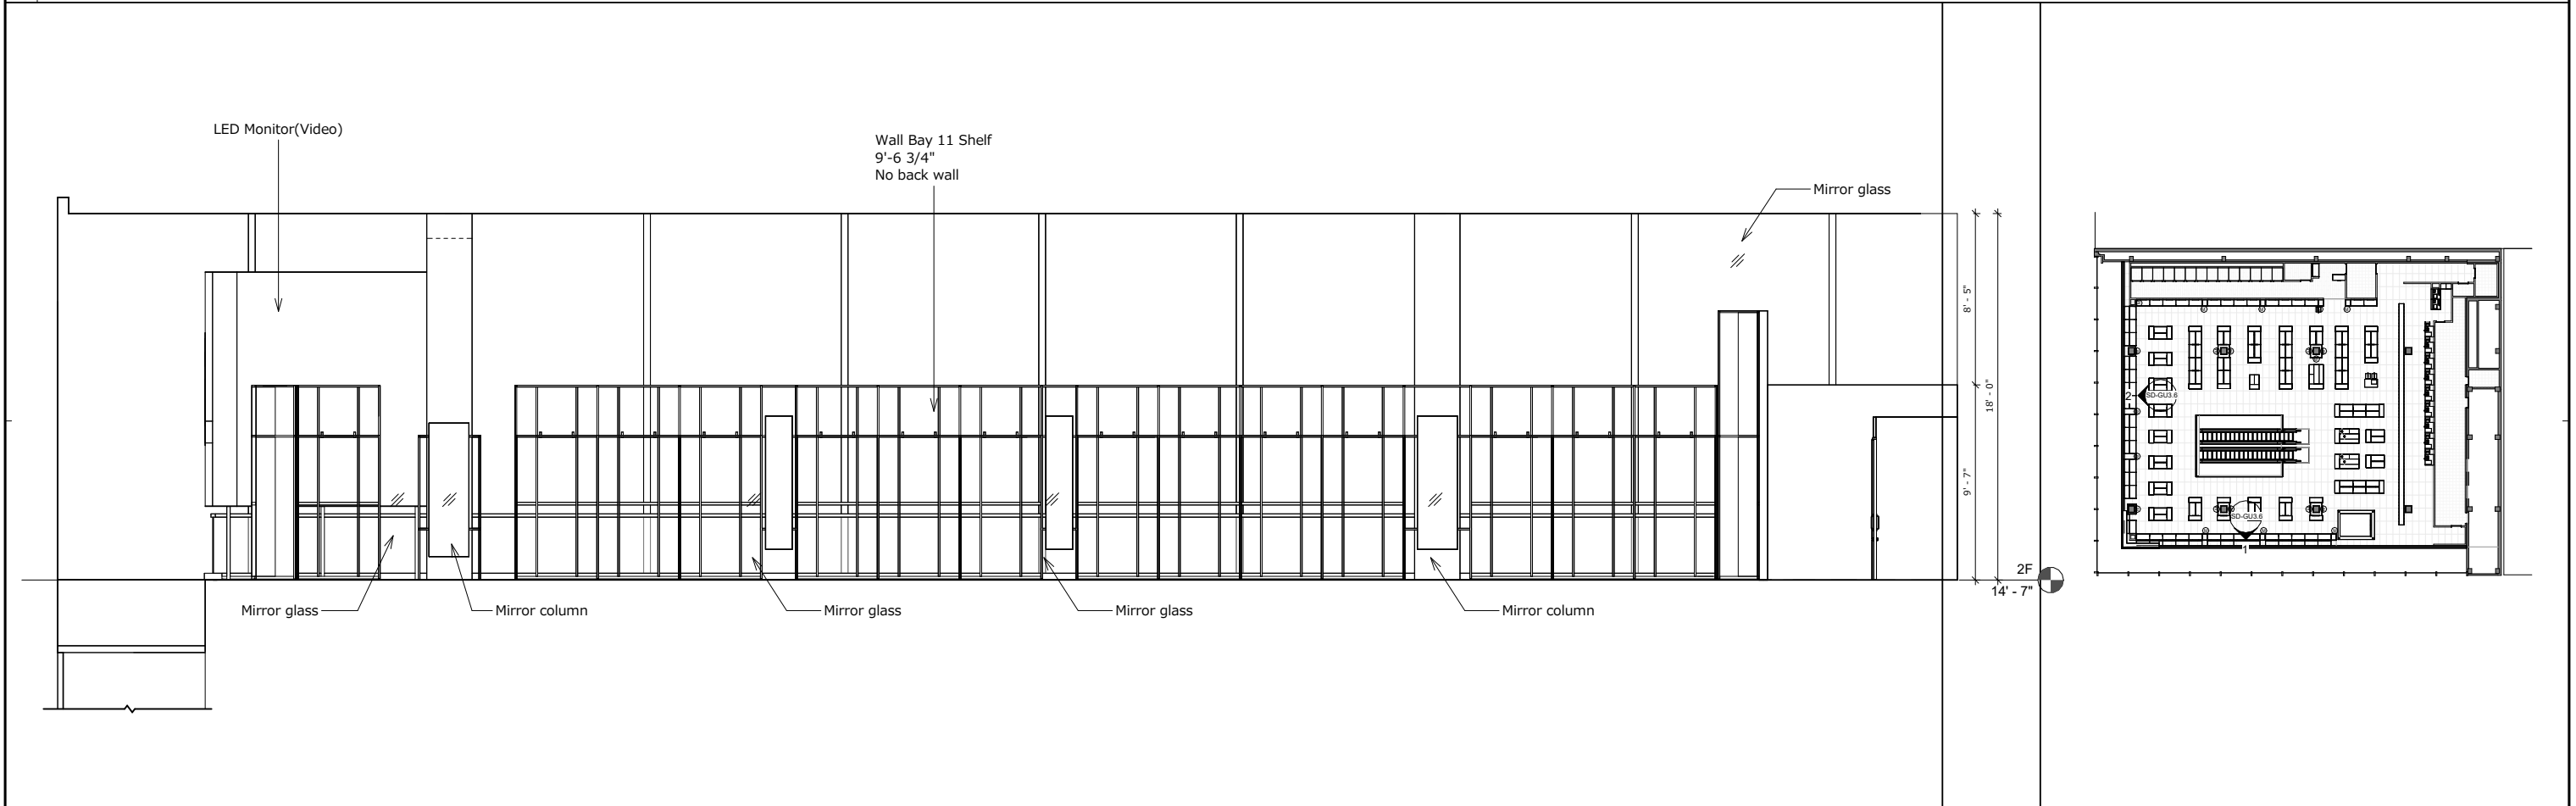 LED Monitor(Video)
Wall Bay 11 Shelf
9'-6 3/4"
No back wall
Mirror glass
8' - 5"
18' - 0"
9' - 7"
2F
14' - 7"
Mirror glass
Mirror column
Mirror glass
Mirror glass
Mirror column
2
SD-GU3.6
SD-GU3.6
1